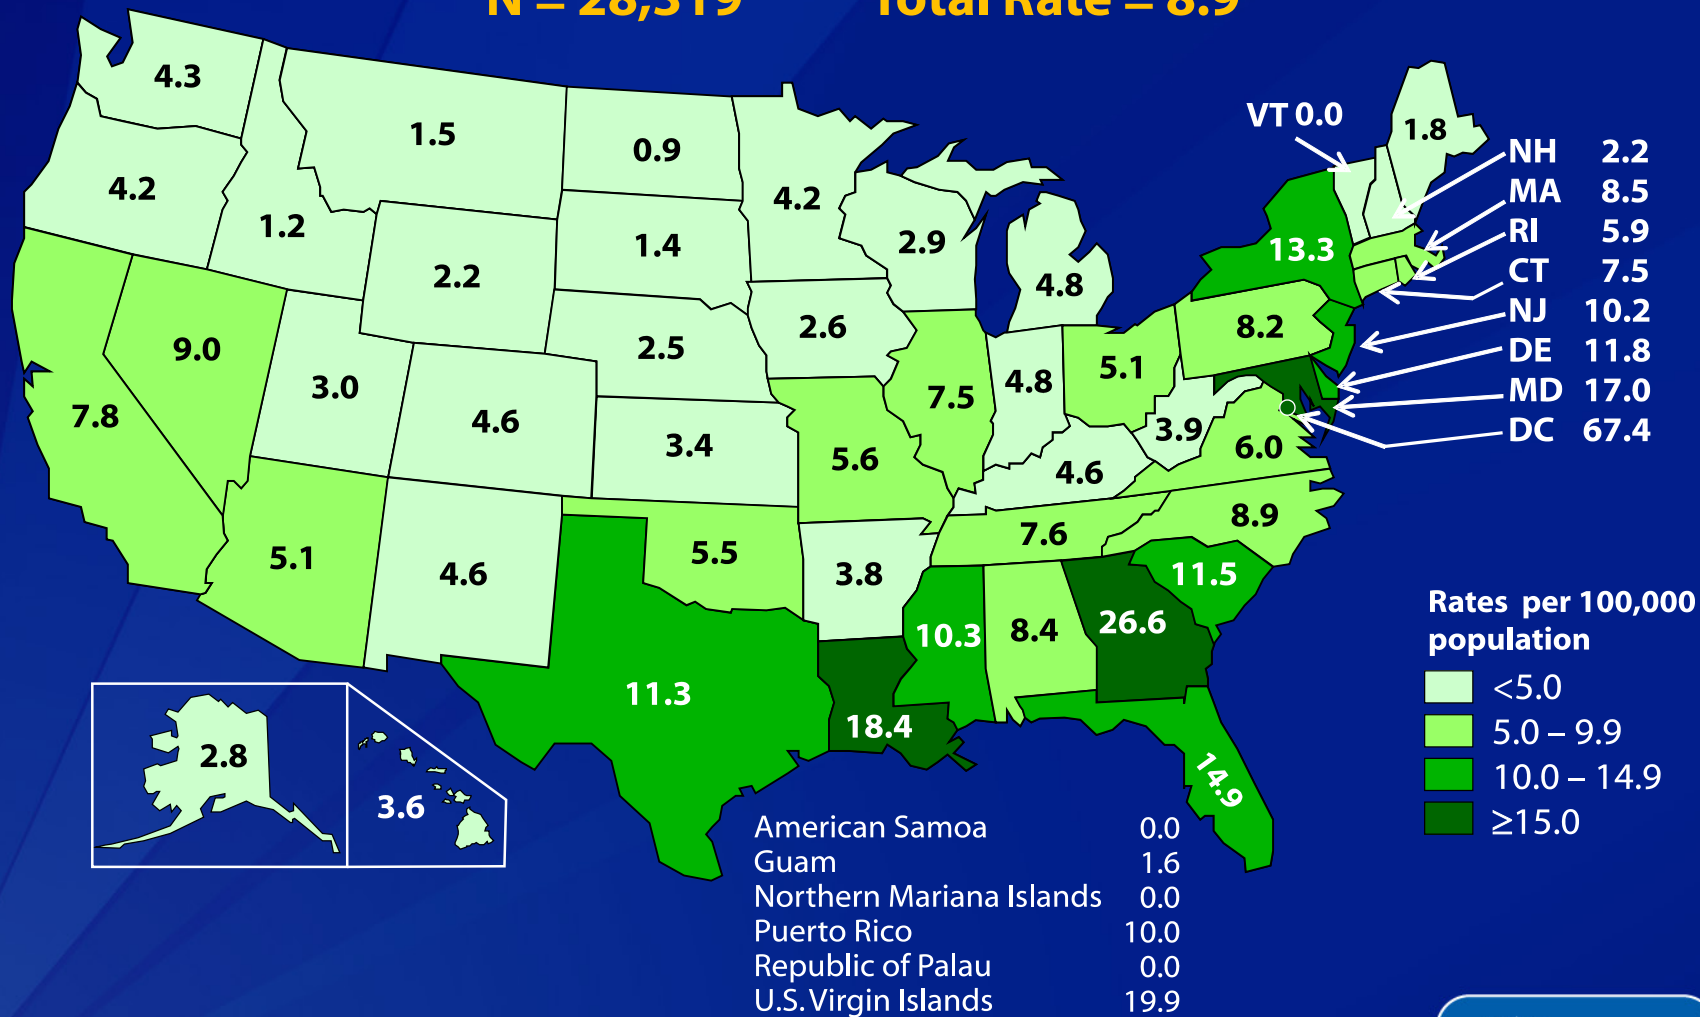 N = 28,319 Total Rate = 8.9
4.3
1.5
0.9
4.2
1.2
2.2
1.4
4.2
2.9
4.8
VT 0.0
1.8
13.3
NH 2.2
MA 8.5
RI 5.9
CT 7.5
NJ 10.2
DE 11.8
MD 17.0
DC 67.4
9.0
3.0
2.5
2.6
7.5
4.8
5.1
8.2
7.8
4.6
3.4
5.6
4.6
3.9
6.0
5.1
4.6
5.5
3.8
7.6
8.9
11.5
11.3
18.4
10.3
8.4
26.6
14.9
2.8
3.6
Rates per 100,000
population
<5.0
5.0 – 9.9
10.0 – 14.9
≥15.0
American Samoa 0.0
Guam 1.6
Northern Mariana Islands 0.0
Puerto Rico 10.0
Republic of Palau 0.0
U.S. Virgin Islands 19.9